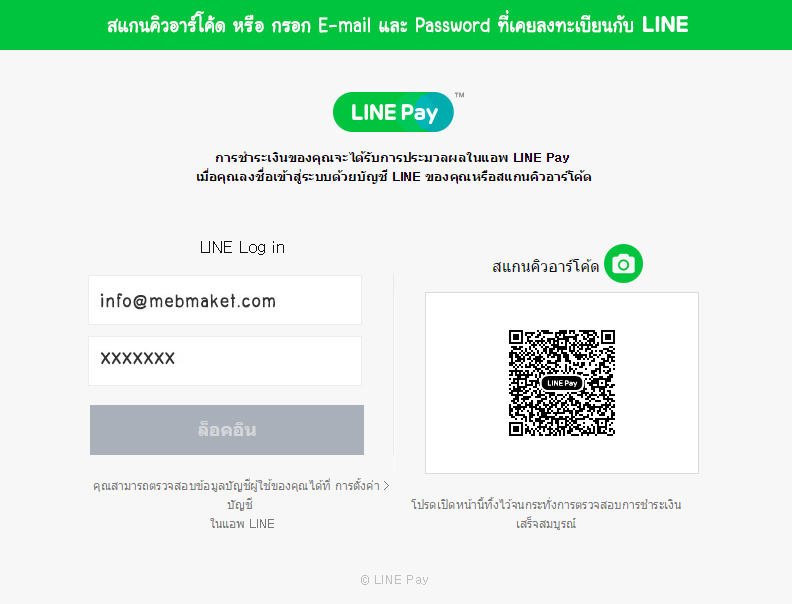 สแกนคิวอาร์โค้ด หรือ กรอก E-mail และ Password ที่เคยลงทะเบียนกับ LINE
LINE Pay ™
การชำระเงินของคุณจะได้รับการประมวลผลในแอพ LINE Pay
เมื่อคุณลงชื่อเข้าสู่ระบบด้วยบัญชี LINE ของคุณหรือสแกนคิวอาร์โค้ด
LINE Log in
info@mebmaket.com
XXXXXXX
ล็อคอิน
คุณสามารถตรวจสอบข้อมูลบัญชีผู้ใช้ของคุณได้ที่ การตั้งค่า >
บัญชี
ในแอพ LINE
สแกนคิวอาร์โค้ด
LINE Pay
โปรดเปิดหน้านี้ทิ้งไว้จนกระทั่งการตรวจสอบการชำระเงิน
เสร็จสมบูรณ์
© LINE Pay